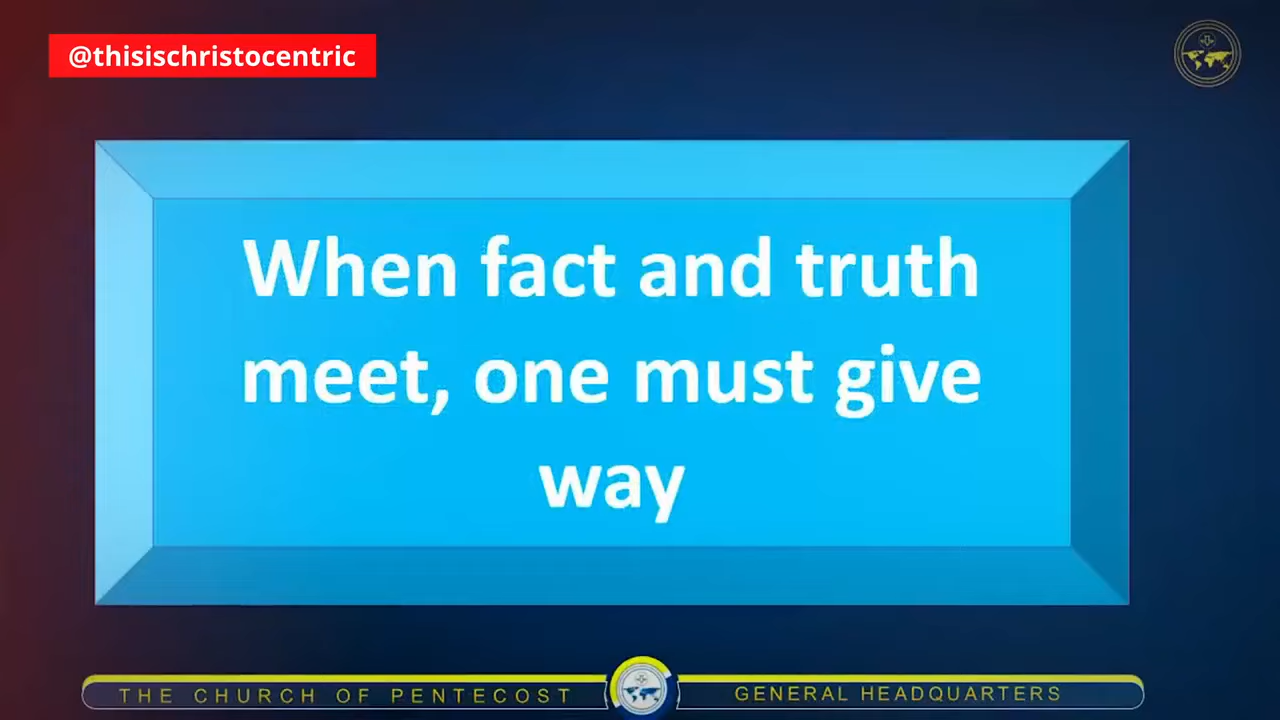 @thisischristocentric
When fact and truth
meet, one must give
way
THE CHURCH OF PENTECOST
GENERAL HEADQUARTERS